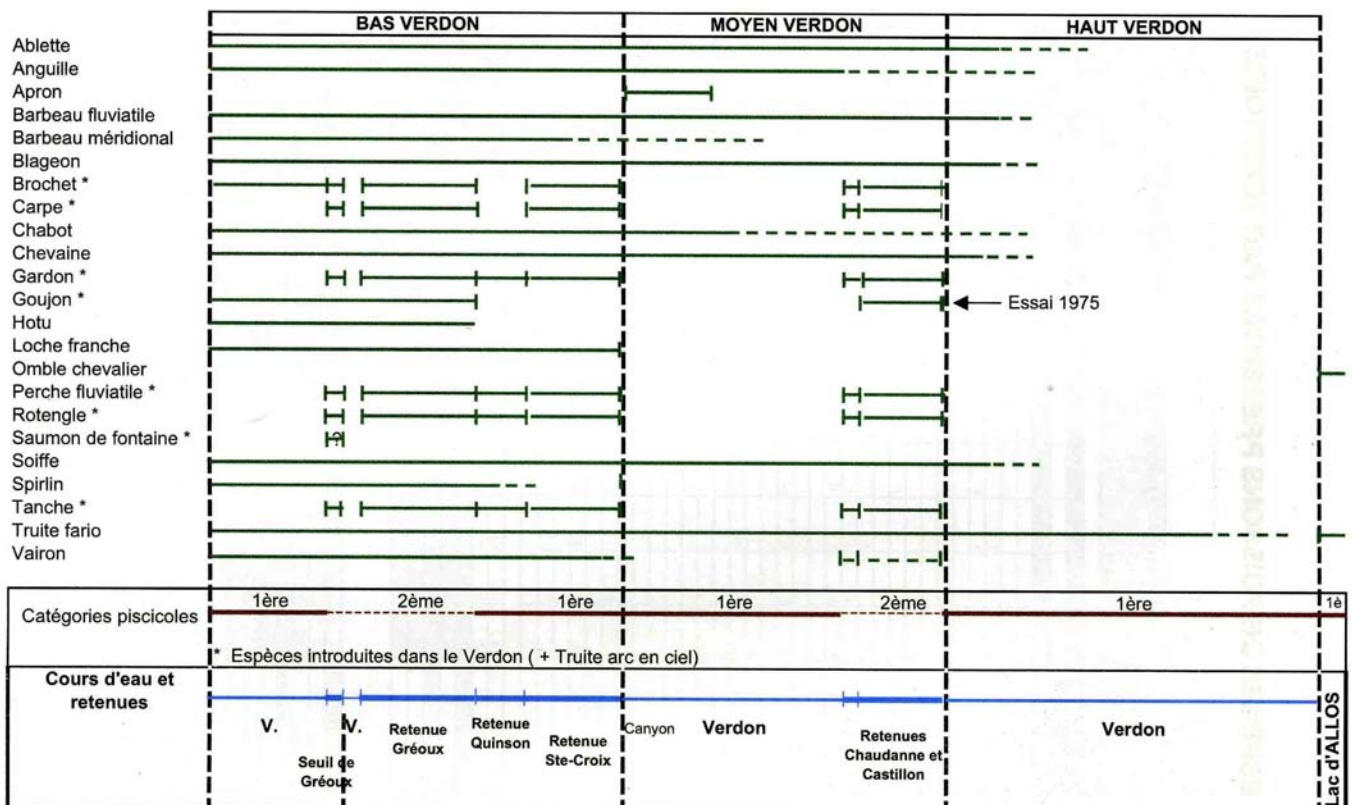 BAS VERDON MOYEN VERDON HAUT VERDON
Ablette
Anguille
Apron
Barbeau fluviatile
Barbeau méridional
Blageon
Brochet *
Carpe *
Chabot
Chevaine
Gardon *
Goujon * Essai 1975
Hotu
Loche franche
Omble chevalier
Perche fluviatile *
Rotengle *
Saumon de fontaine * ?
Soiffe
Spirlin
Tanche *
Truite fario
Vairon
Catégories piscicoles 1ère 2ème 1ère 1ère 2ème 1ère 1è
* Espèces introduites dans le Verdon ( + Truite arc en ciel)
Cours d'eau et
retenues
V.
Seuil de
Gréoux
V.
Retenue
Gréoux
Retenue
Quinson
Retenue
Ste-Croix
Canyon
Verdon
Retenues
Chaudanne et
Castillon
Verdon
Lac d'ALLOS